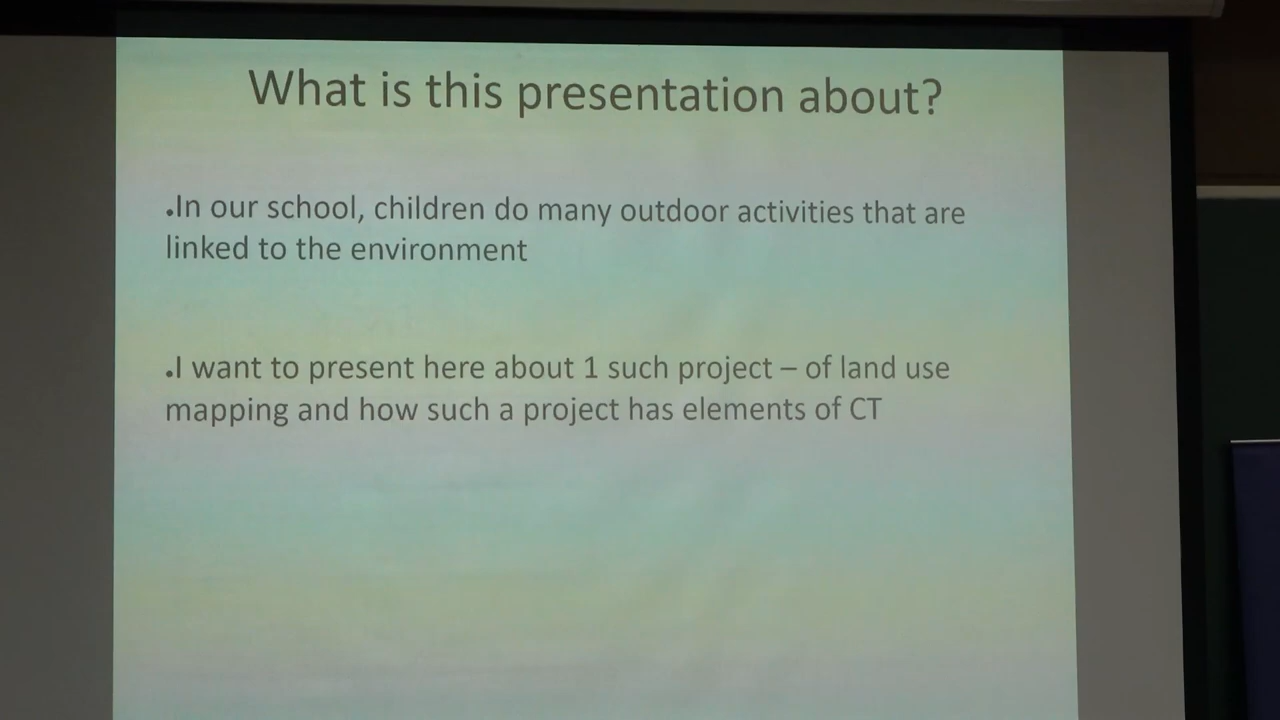 What is this presentation about?
.In our school, children do many outdoor activities that are
linked to the environment
.I want to present here about 1 such project – of land use
mapping and how such a project has elements of CT